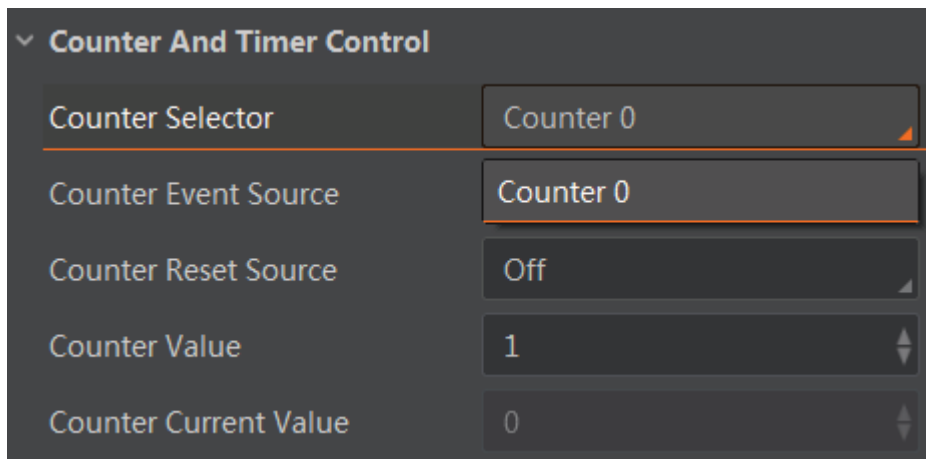 Counter And Timer Control
Counter Selector Counter 0
Counter Event Source Counter 0
Counter Reset Source Off
Counter Value 1
Counter Current Value 0